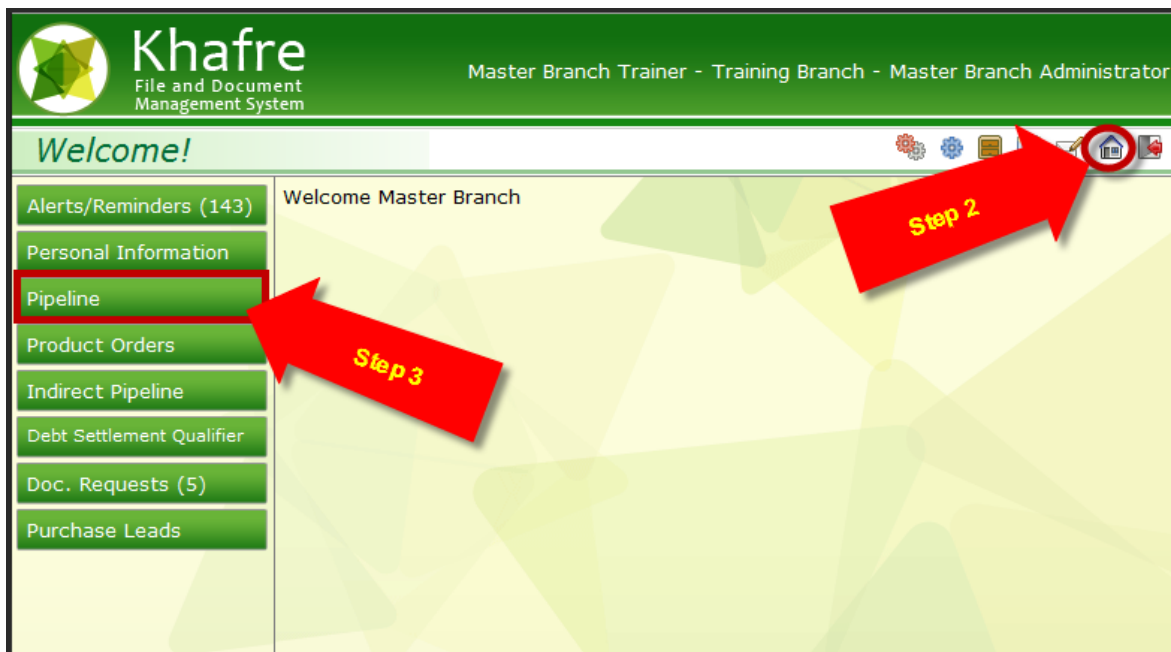 Khafre
File and Document
Management System
Master Branch Trainer - Training Branch - Master Branch Administrator
Welcome!
Alerts/Reminders (143)
Welcome Master Branch
Step 2
Personal Information
Pipeline
Product Orders
Step 3
Indirect Pipeline
Debt Settlement Qualifier
Doc. Requests (5)
Purchase Leads